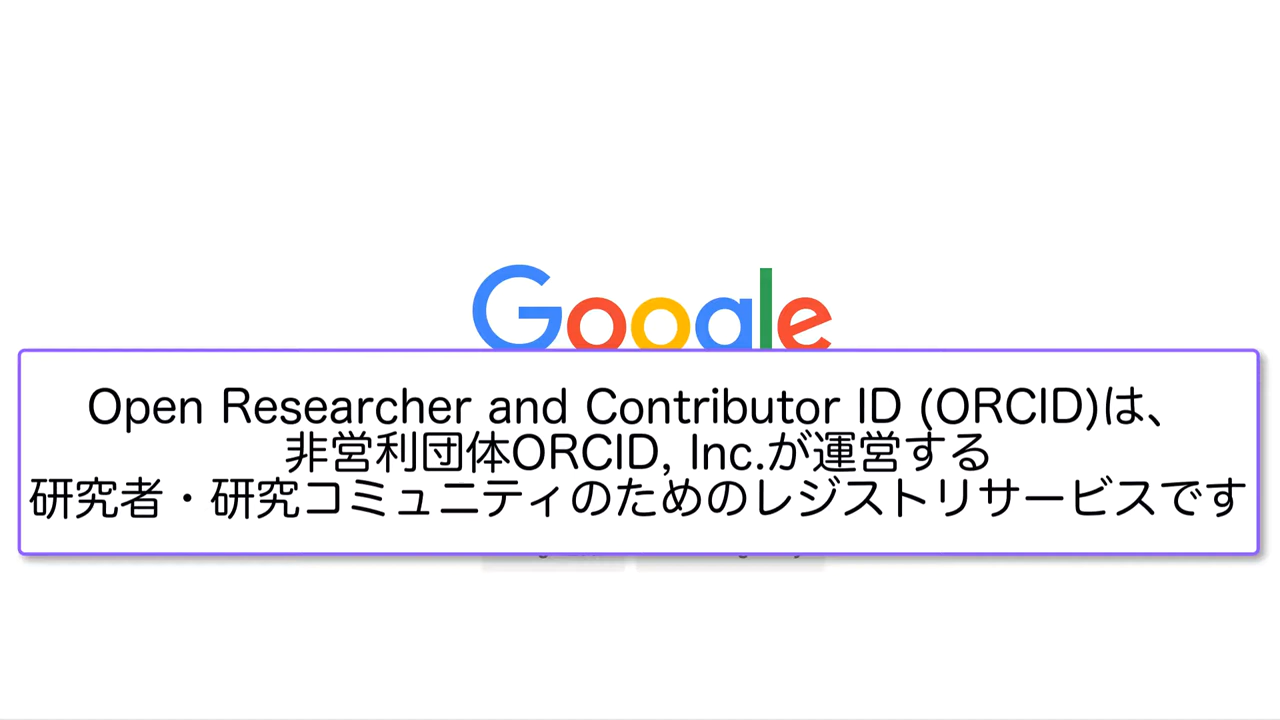 Google
Open Researcher and Contributor ID (ORCID)は、
非営利団体ORCID, Inc.が運営する
研究者・研究コミュニティのためのレジストリサービスです